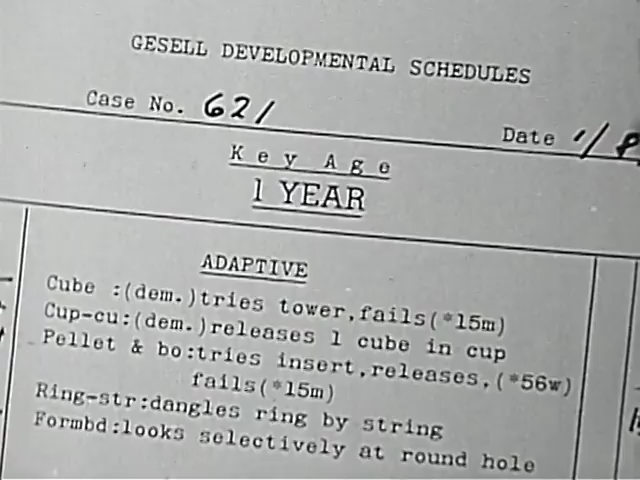 GESELL DEVELOPMENTAL SCHEDULES
Case No. 621
Date 1/8
Key Age
1 YEAR
ADAPTIVE
Cube :(dem.)tries tower,fails(*15m)
Cup-cu:(dem.)releases 1 cube in cup
Pellet & bo:tries insert,releases,(*56w)
fails(*15m)
Ring-str:dangles ring by string
Formbd:looks selectively at round hole